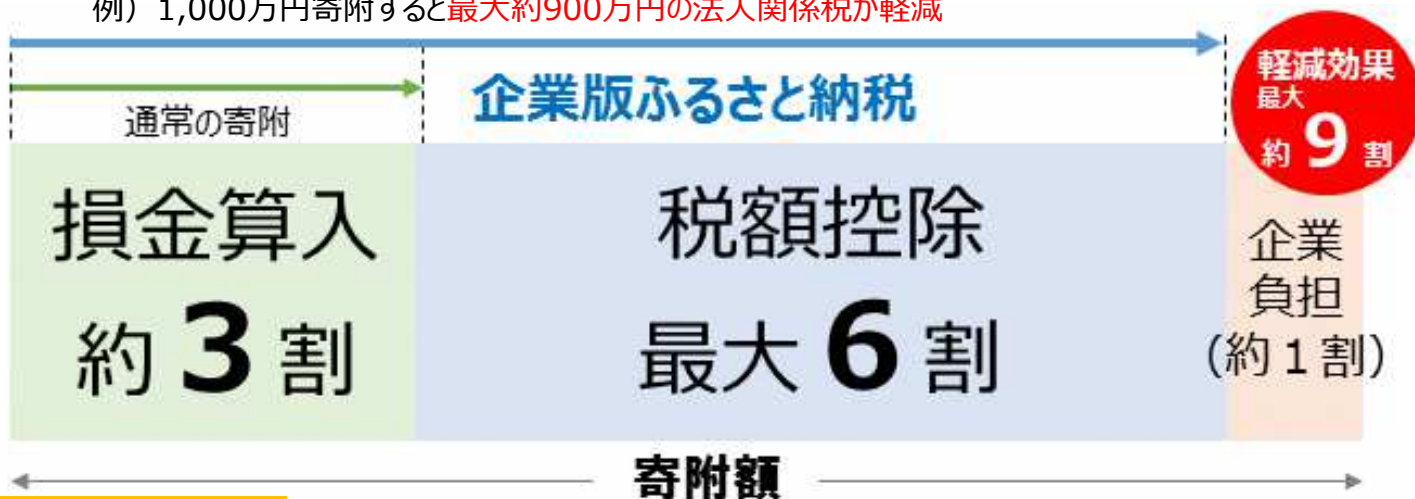 例）1,000万円寄附すると最大約900万円の法人関係税が軽減
通常の寄附
企業版ふるさと納税
軽減効果
最大
約9割
損金算入
約3割
税額控除
最大6割
企業
負担
（約１割）
寄附額